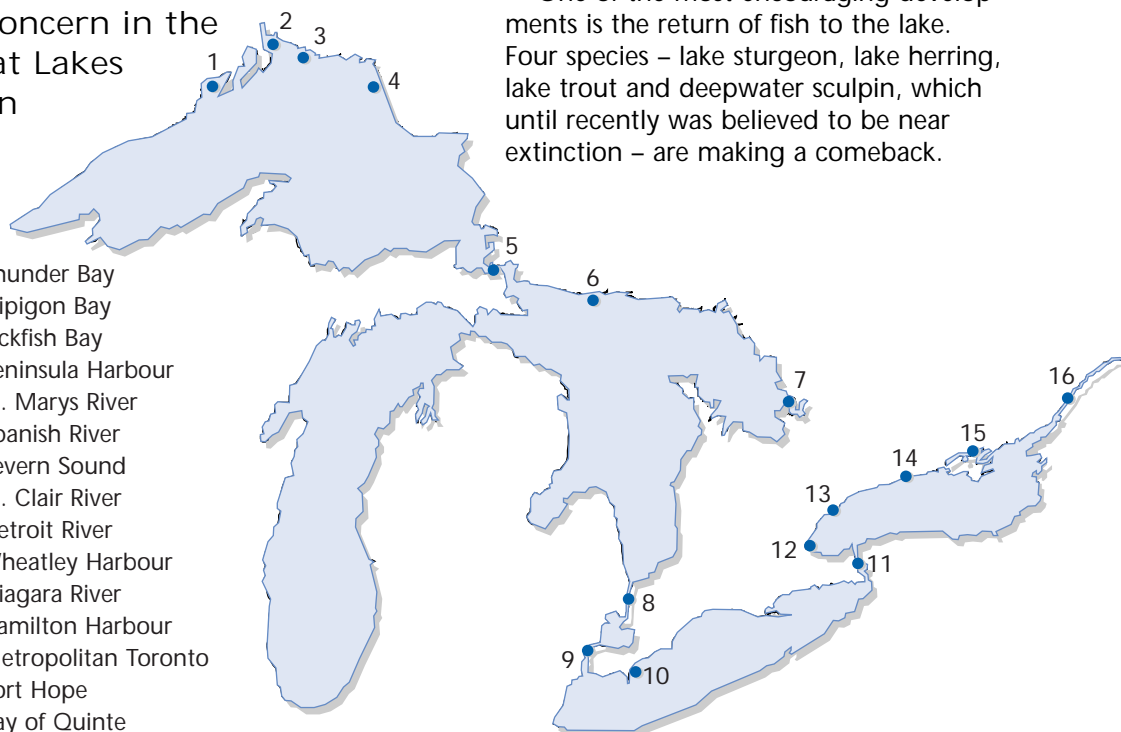 oncern in the
at Lakes
n
One of the most encouraging develop-
ments is the return of fish to the lake.
Four species – lake sturgeon, lake herring,
lake trout and deepwater sculpin, which
until recently was believed to be near
extinction – are making a comeback.
hunder Bay
ipigon Bay
ckfish Bay
eninsula Harbour
. Marys River
panish River
evern Sound
. Clair River
etroit River
heatley Harbour
iagara River
amilton Harbour
etropolitan Toronto
ort Hope
ay of Quinte
1
2
3
4
5
6
7
8
9
10
11
12
13
14
15
16